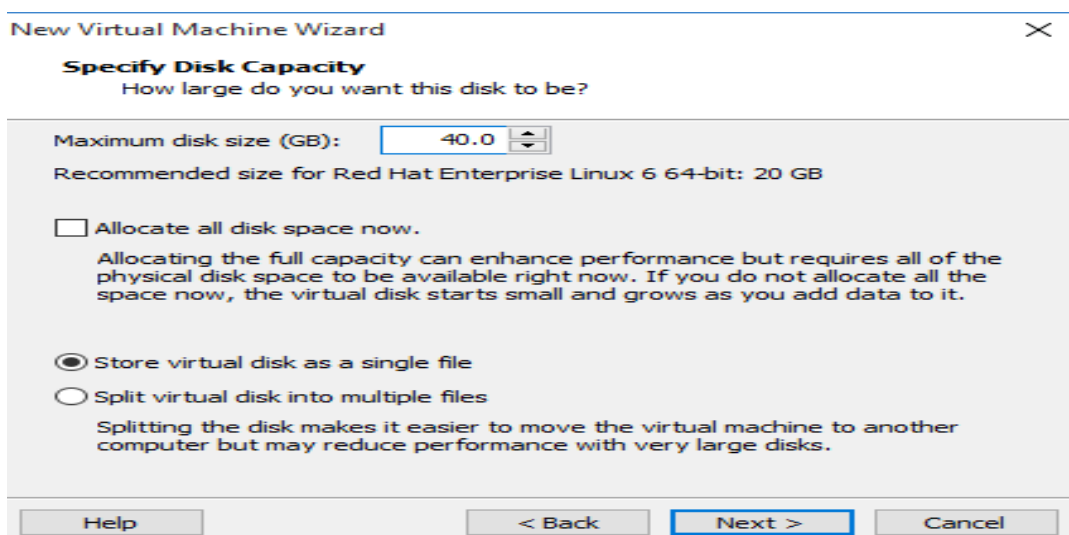 New Virtual Machine Wizard
Specify Disk Capacity
How large do you want this disk to be?
Maximum disk size (GB): 40.0
Recommended size for Red Hat Enterprise Linux 6 64-bit: 20 GB
Allocate all disk space now.
Allocating the full capacity can enhance performance but requires all of the
physical disk space to be available right now. If you do not allocate all the
space now, the virtual disk starts small and grows as you add data to it.
Store virtual disk as a single file
Split virtual disk into multiple files
Splitting the disk makes it easier to move the virtual machine to another
computer but may reduce performance with very large disks.
Help < Back Next > Cancel